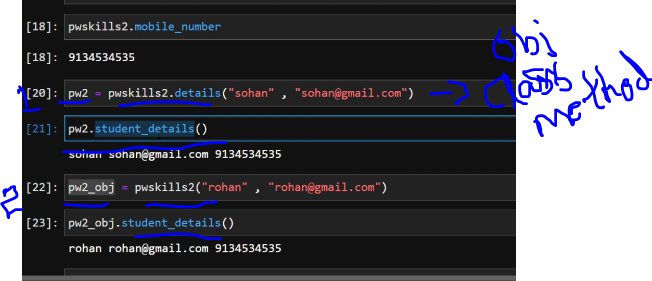 [18]: pwskills2.mobile_number
[18]: 9134534535
[20]: pw2 = pwskills2.details("sohan" , "sohan@gmail.com")
obj
class
method
1
[21]: pw2.student_details()
sohan sohan@gmail.com 9134534535
[22]: pw2_obj = pwskills2("rohan" , "rohan@gmail.com")
2
[23]: pw2_obj.student_details()
rohan rohan@gmail.com 9134534535